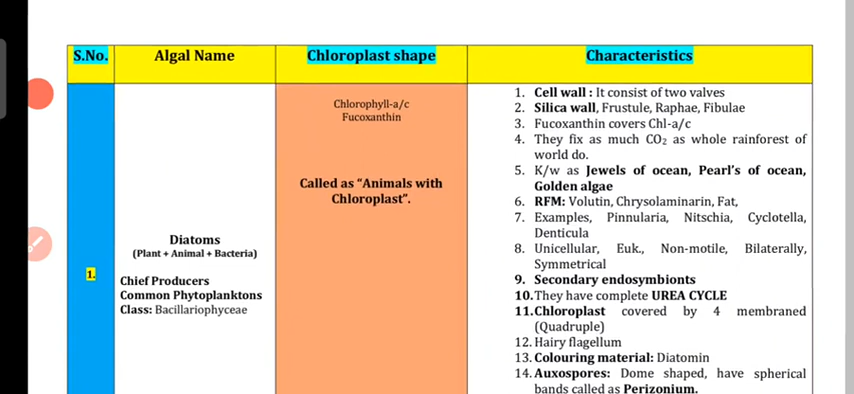 S.No. Algal Name Chloroplast shape Characteristics
1.
Diatoms
(Plant + Animal + Bacteria)
Chief Producers
Common Phytoplanktons
Class: Bacillariophyceae
Chlorophyll-a/c
Fucoxanthin
Called as “Animals with
Chloroplast”.
1. Cell wall : It consist of two valves
2. Silica wall, Frustule, Raphae, Fibulae
3. Fucoxanthin covers Chl-a/c
4. They fix as much CO₂ as whole rainforest of
world do.
5. K/w as Jewels of ocean, Pearl’s of ocean,
Golden algae
6. RFM: Volutin, Chrysolaminarin, Fat,
7. Examples, Pinnularia, Nitschia, Cyclotella,
Denticula
8. Unicellular, Euk., Non-motile, Bilaterally,
Symmetrical
9. Secondary endosymbionts
10. They have complete UREA CYCLE
11. Chloroplast covered by 4 membraned
(Quadruple)
12. Hairy flagellum
13. Colouring material: Diatomin
14. Auxospores: Dome shaped, have spherical
bands called as Perizonium.